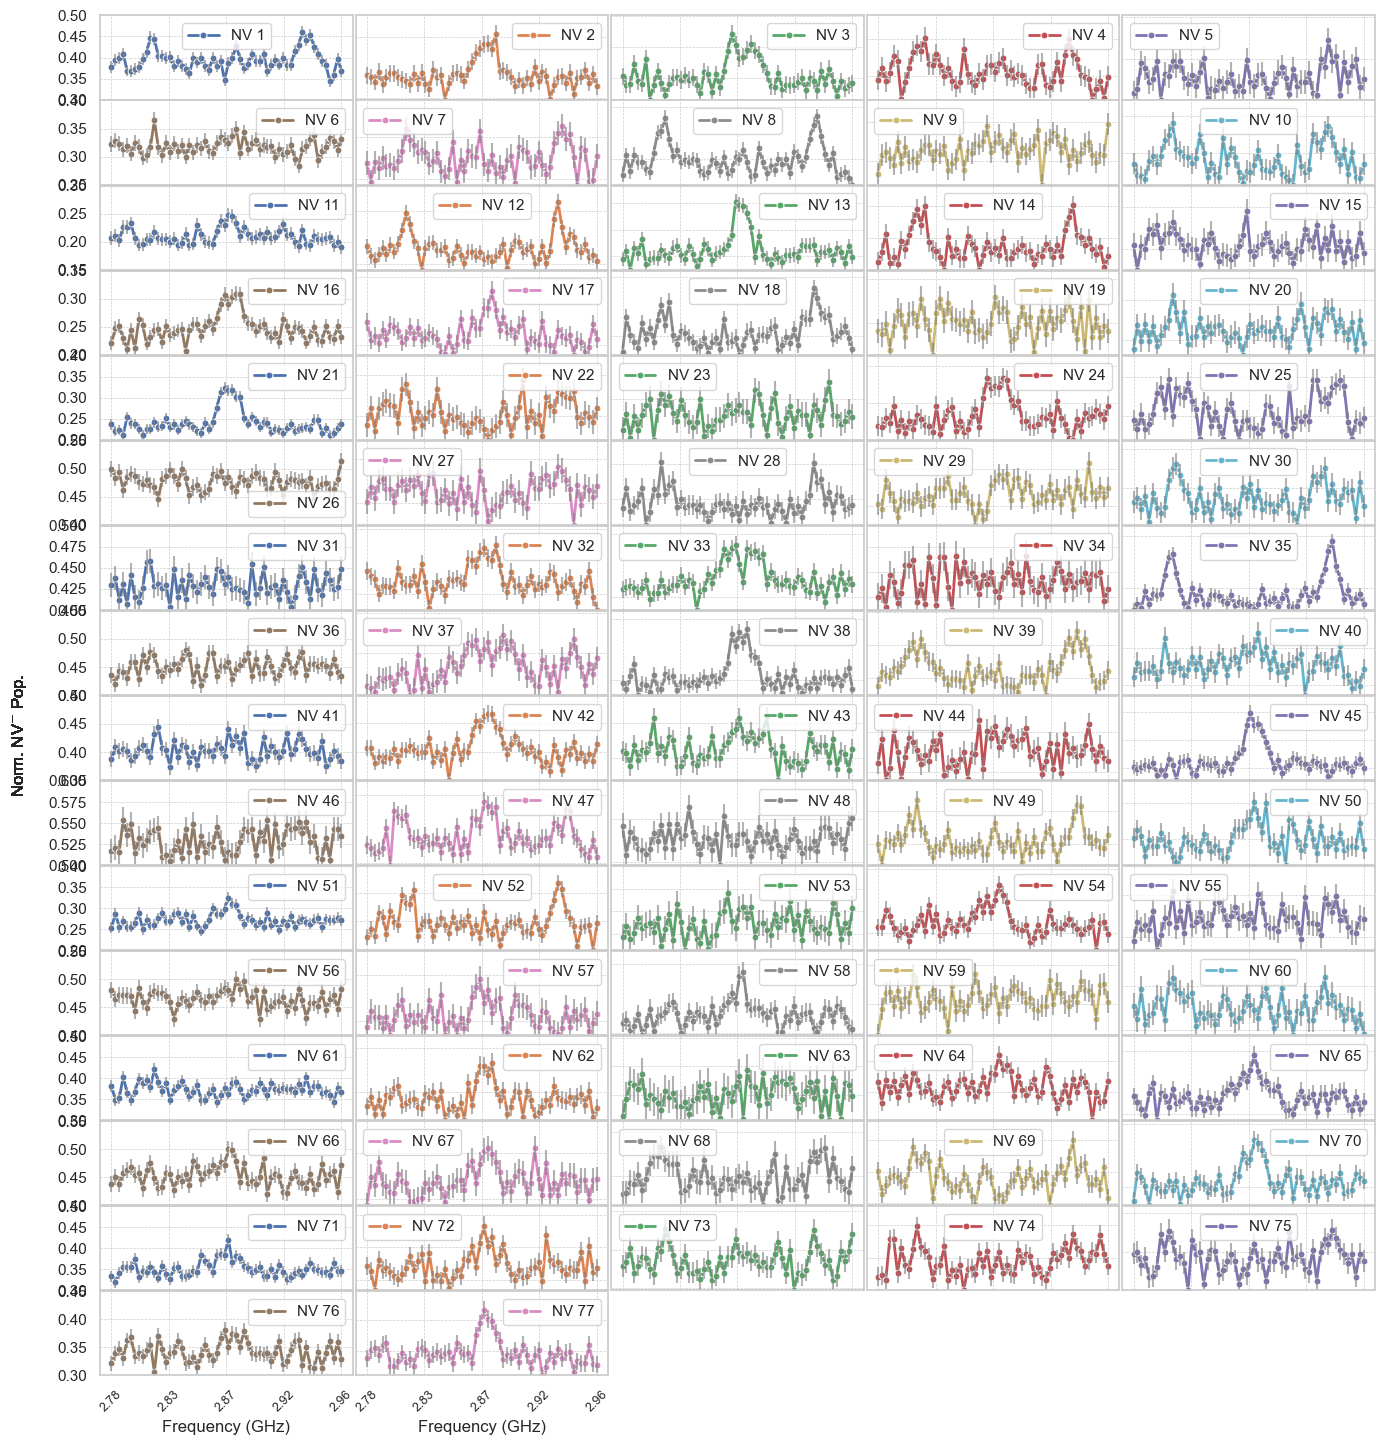 0.50
0.45 NV 1 NV 2 NV 3 NV 4 NV 5
0.40
0.35
0.35 NV 6 NV 7 NV 8 NV 9 NV 10
0.30
0.25 NV 11 NV 12 NV 13 NV 14 NV 15
0.20
0.30 NV 16 NV 17 NV 18 NV 19 NV 20
0.25
0.35 NV 21 NV 22 NV 23 NV 24 NV 25
0.30
0.25
0.50 NV 27 NV 28 NV 29 NV 30
0.45 NV 26
0.475 NV 31 NV 32 NV 33 NV 34 NV 35
0.450
0.425
0.50 NV 36 NV 37 NV 38 NV 39 NV 40
0.45
0.45 NV 41 NV 42 NV 43 NV 44 NV 45
0.40
0.575 NV 46 NV 47 NV 48 NV 49 NV 50
0.550
0.525
0.35 NV 51 NV 52 NV 53 NV 54 NV 55
0.30
0.25
0.50 NV 56 NV 57 NV 58 NV 59 NV 60
0.45
0.45 NV 61 NV 62 NV 63 NV 64 NV 65
0.40
0.35
0.50 NV 66 NV 67 NV 68 NV 69 NV 70
0.45
0.45 NV 71 NV 72 NV 73 NV 74 NV 75
0.40
0.35
0.40 NV 76 NV 77
0.35
0.30
2.78 2.83 2.87 2.92 2.96 2.78 2.83 2.87 2.92 2.96
Frequency (GHz) Frequency (GHz)
Norm. NV⁻ Pop.